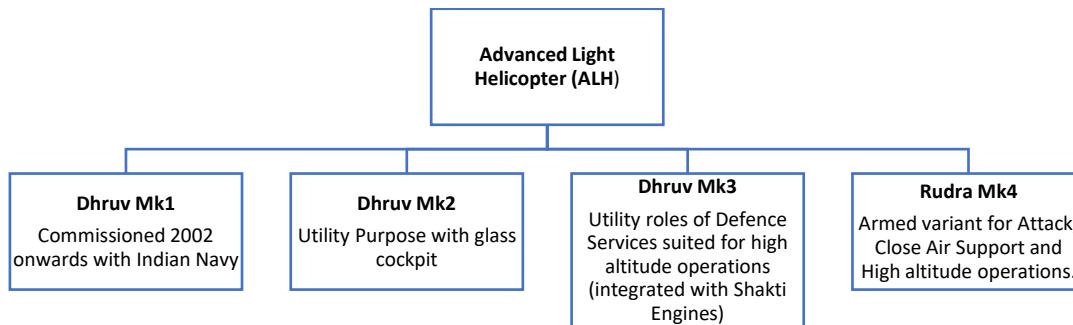 Advanced Light
Helicopter (ALH)
Dhruv Mk1
Commissioned 2002
onwards with Indian Navy
Dhruv Mk2
Utility Purpose with glass
cockpit
Dhruv Mk3
Utility roles of Defence
Services suited for high
altitude operations
(integrated with Shakti
Engines)
Rudra Mk4
Armed variant for Attack,
Close Air Support and
High altitude operations.